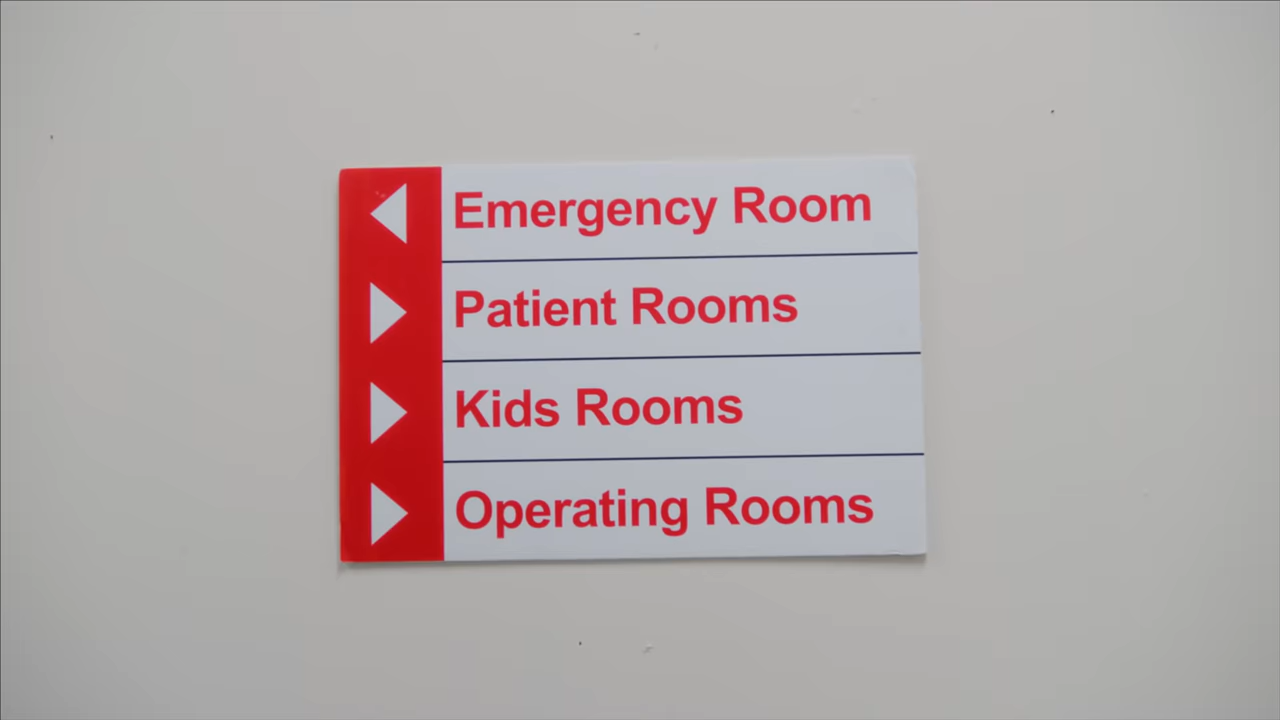 Emergency Room
Patient Rooms
Kids Rooms
Operating Rooms